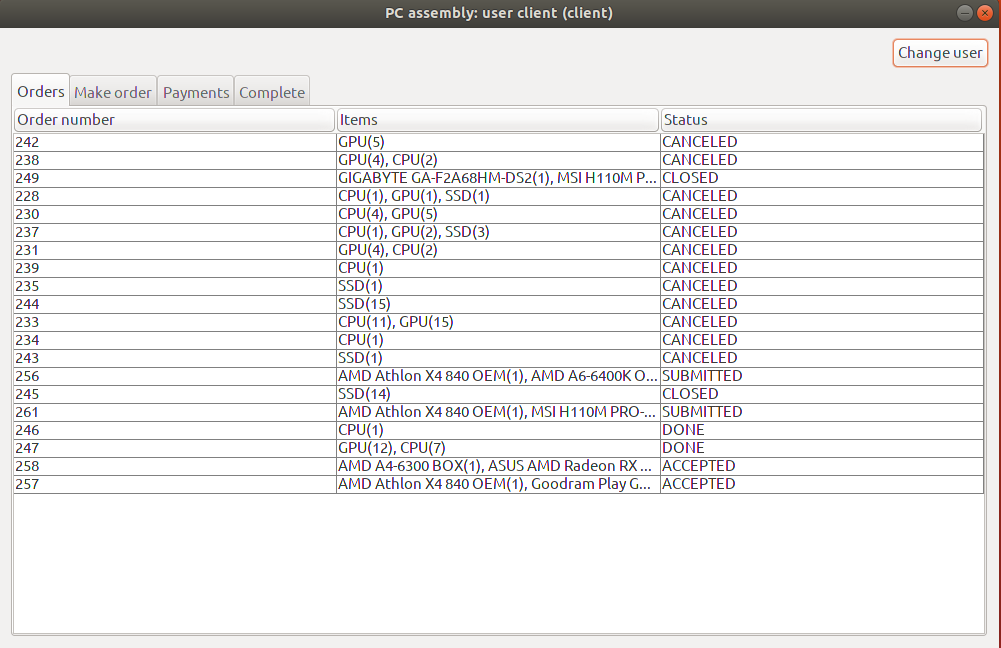 PC assembly: user client (client)
Change user
Orders Make order Payments Complete
Order number Items Status
242 GPU(5) CANCELED
238 GPU(4), CPU(2) CANCELED
249 GIGABYTE GA-F2A68HM-DS2(1), MSI H110M P... CLOSED
228 CPU(1), GPU(1), SSD(1) CANCELED
230 CPU(4), GPU(5) CANCELED
237 CPU(1), GPU(2), SSD(3) CANCELED
231 GPU(4), CPU(2) CANCELED
239 CPU(1) CANCELED
235 SSD(1) CANCELED
244 SSD(15) CANCELED
233 CPU(11), GPU(15) CANCELED
234 CPU(1) CANCELED
243 SSD(1) CANCELED
256 AMD Athlon X4 840 OEM(1), AMD A6-6400K O... SUBMITTED
245 SSD(14) CLOSED
261 AMD Athlon X4 840 OEM(1), MSI H110M PRO-... SUBMITTED
246 CPU(1) DONE
247 GPU(12), CPU(7) DONE
258 AMD A4-6300 BOX(1), ASUS AMD Radeon RX ... ACCEPTED
257 AMD Athlon X4 840 OEM(1), Goodram Play G... ACCEPTED